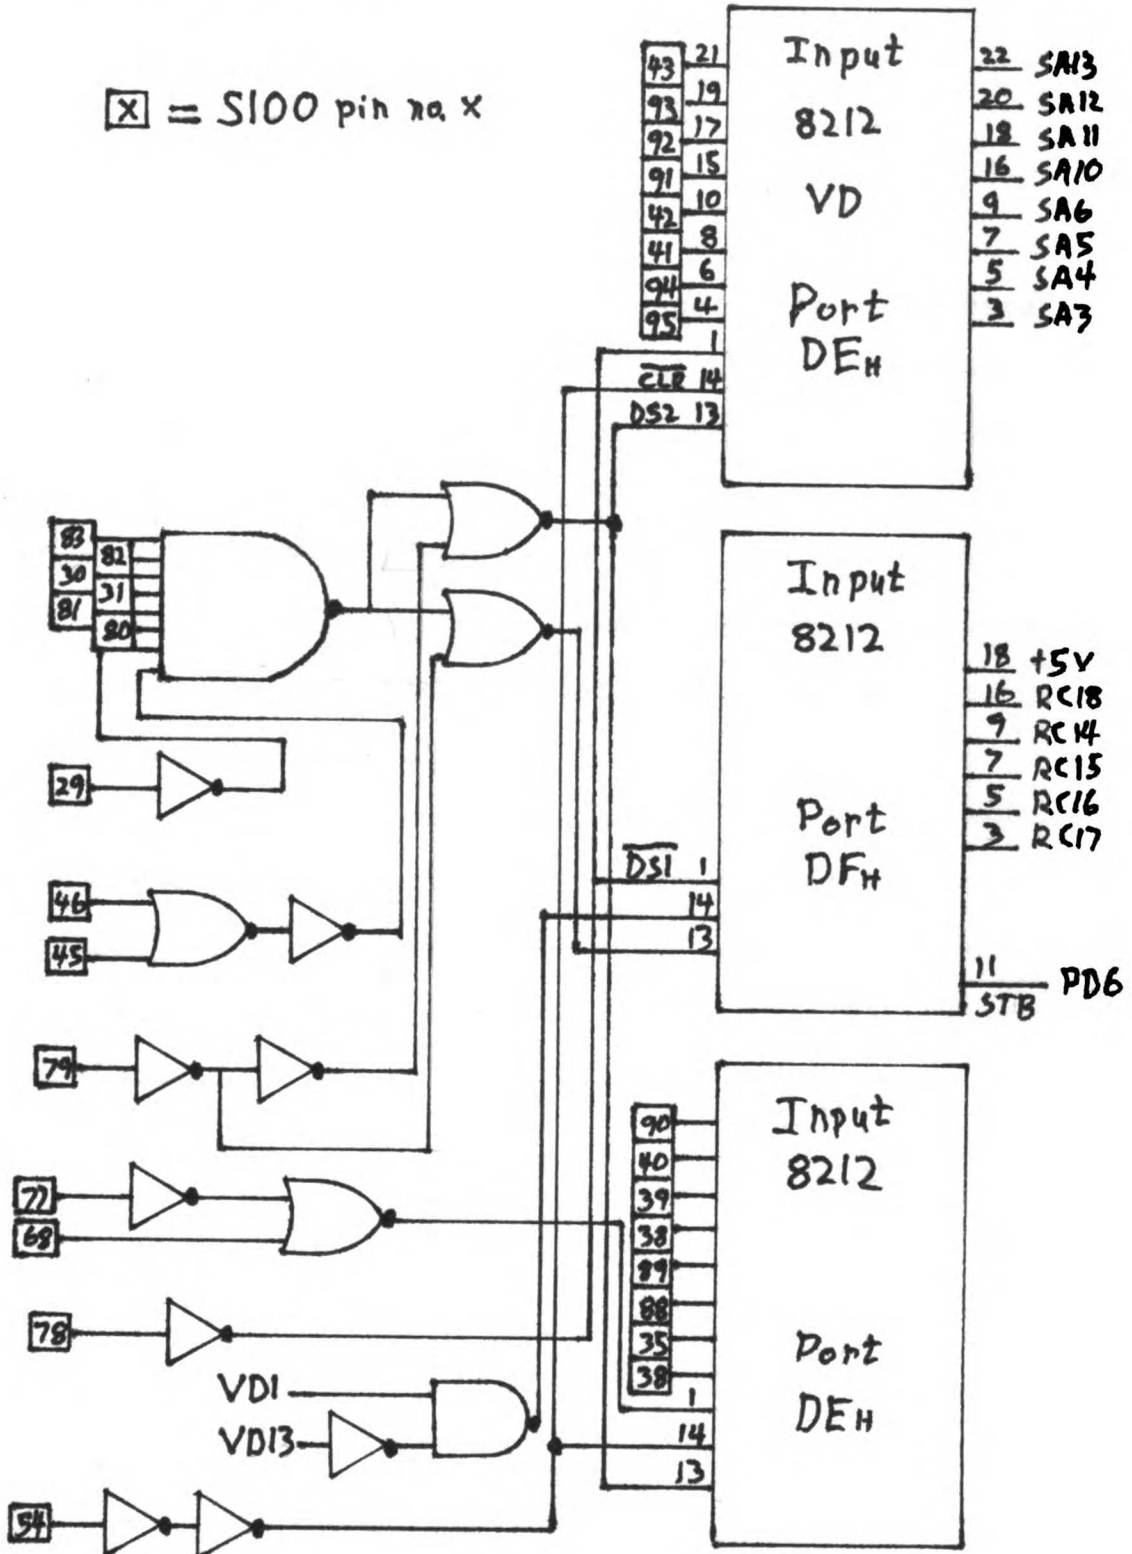 [X] = S100 pin no. X
43 21
93 19
92 17
91 15
42 10
41 8
94 6
95 4
1
CLR 14
DS2 13
Input
8212
VD
Port
DEH
22 SA13
20 SA12
18 SA11
16 SA10
9 SA6
7 SA5
5 SA4
3 SA3
83
82
30
31
81
80
29
46
45
79
77
68
78
VD1
VD13
54
Input
8212
Port
DFH
DS1 1
14
13
18 +5V
16 RC18
9 RC14
7 RC15
5 RC16
3 RC17
11 PD6
STB
90
40
39
38
89
88
35
38
1
14
13
Input
8212
Port
DEH